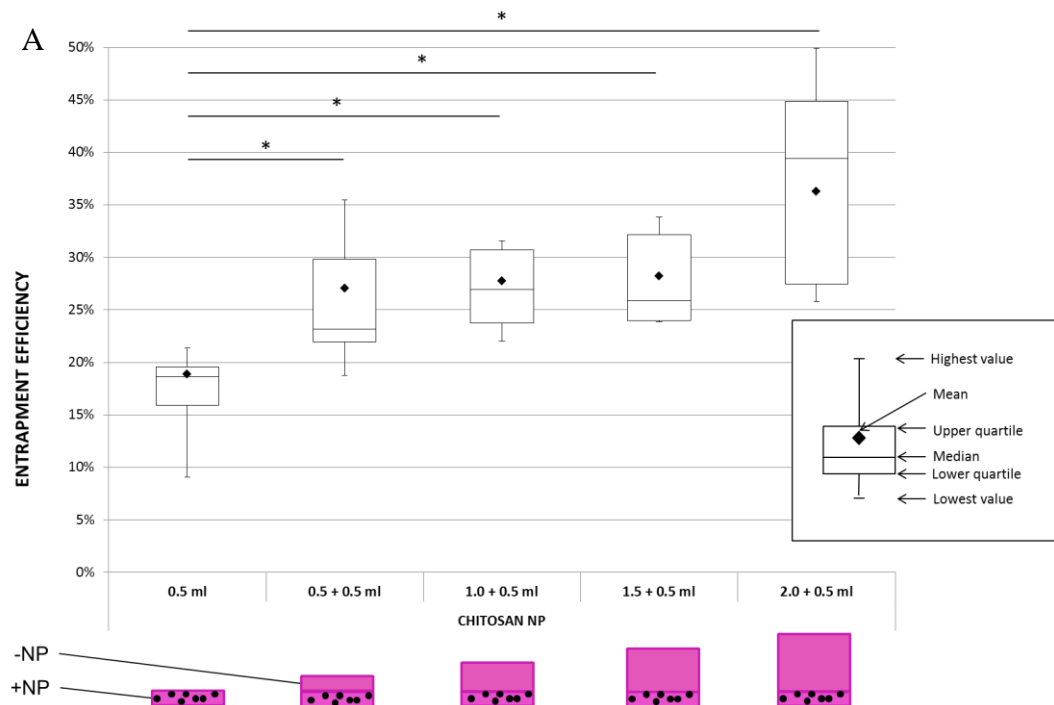 A
*
*
*
*
50%
45%
40%
35%
30%
25%
20%
15%
10%
5%
0%
ENTRAPMENT EFFICIENCY
Highest value
Mean
Upper quartile
Median
Lower quartile
Lowest value
0.5 ml
0.5 + 0.5 ml
1.0 + 0.5 ml
1.5 + 0.5 ml
2.0 + 0.5 ml
CHITOSAN NP
-NP
+NP